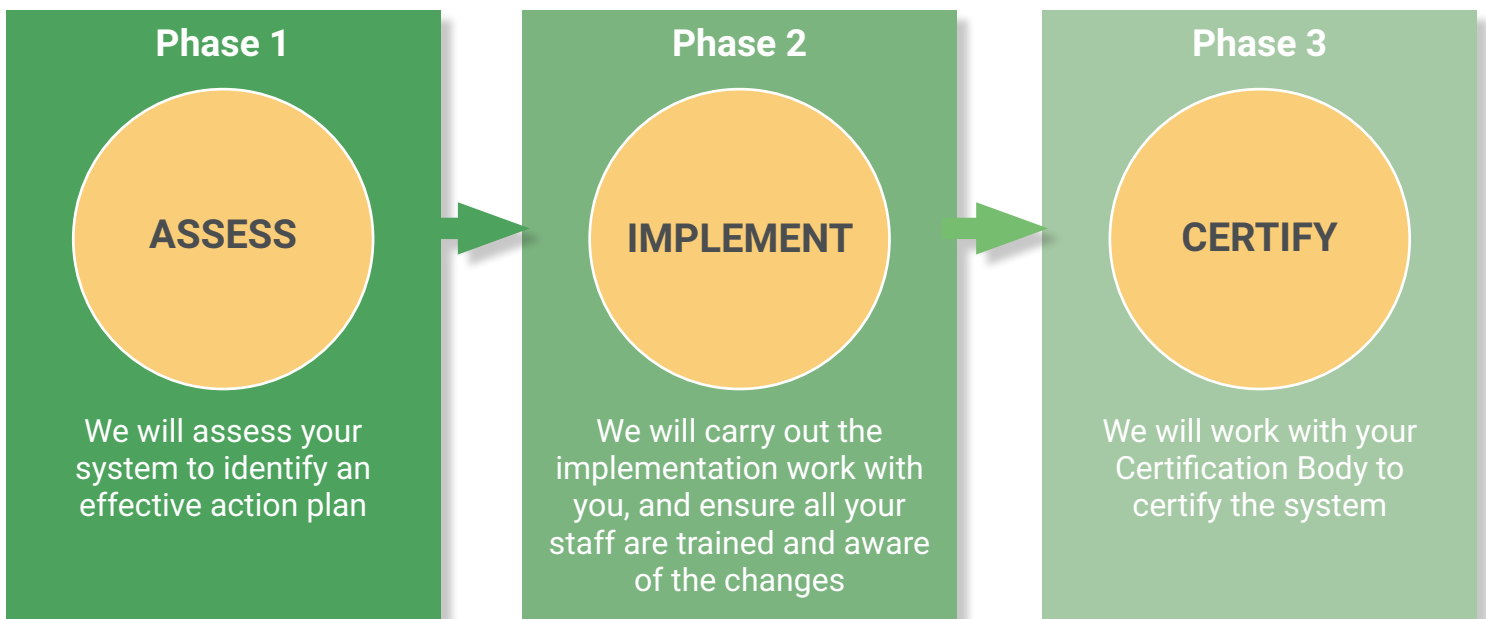 Phase 1
ASSESS
We will assess your
system to identify an
effective action plan
Phase 2
IMPLEMENT
We will carry out the
implementation work with
you, and ensure all your
staff are trained and aware
of the changes
Phase 3
CERTIFY
We will work with your
Certification Body to
certify the system